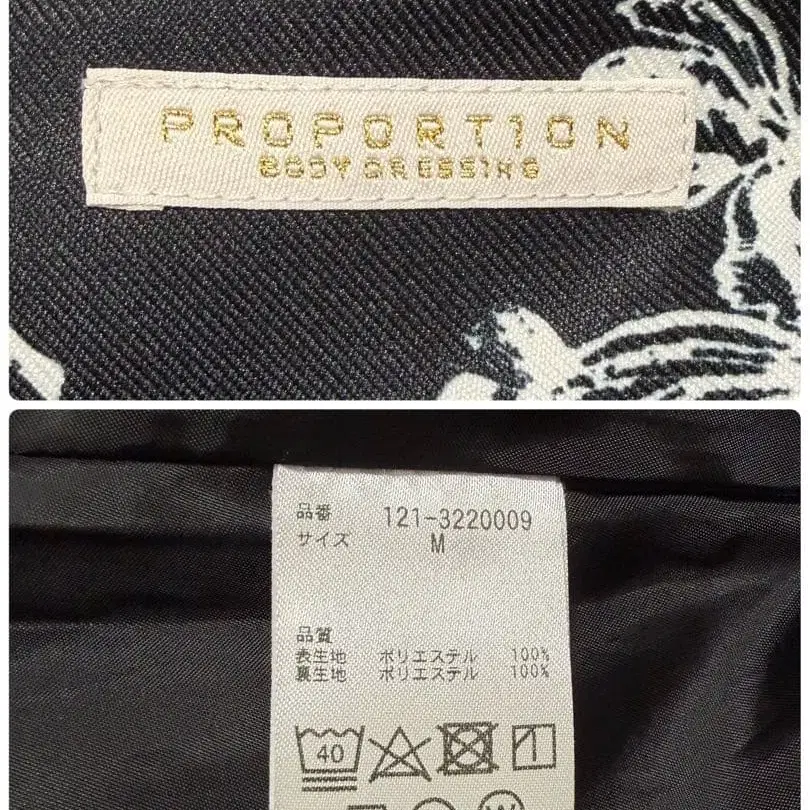 PROPORTION
BODY DRESSING
品番 121-3220009
サイズ M
品質
表生地 ポリエステル 100%
裏生地 ポリエステル 100%
40
W